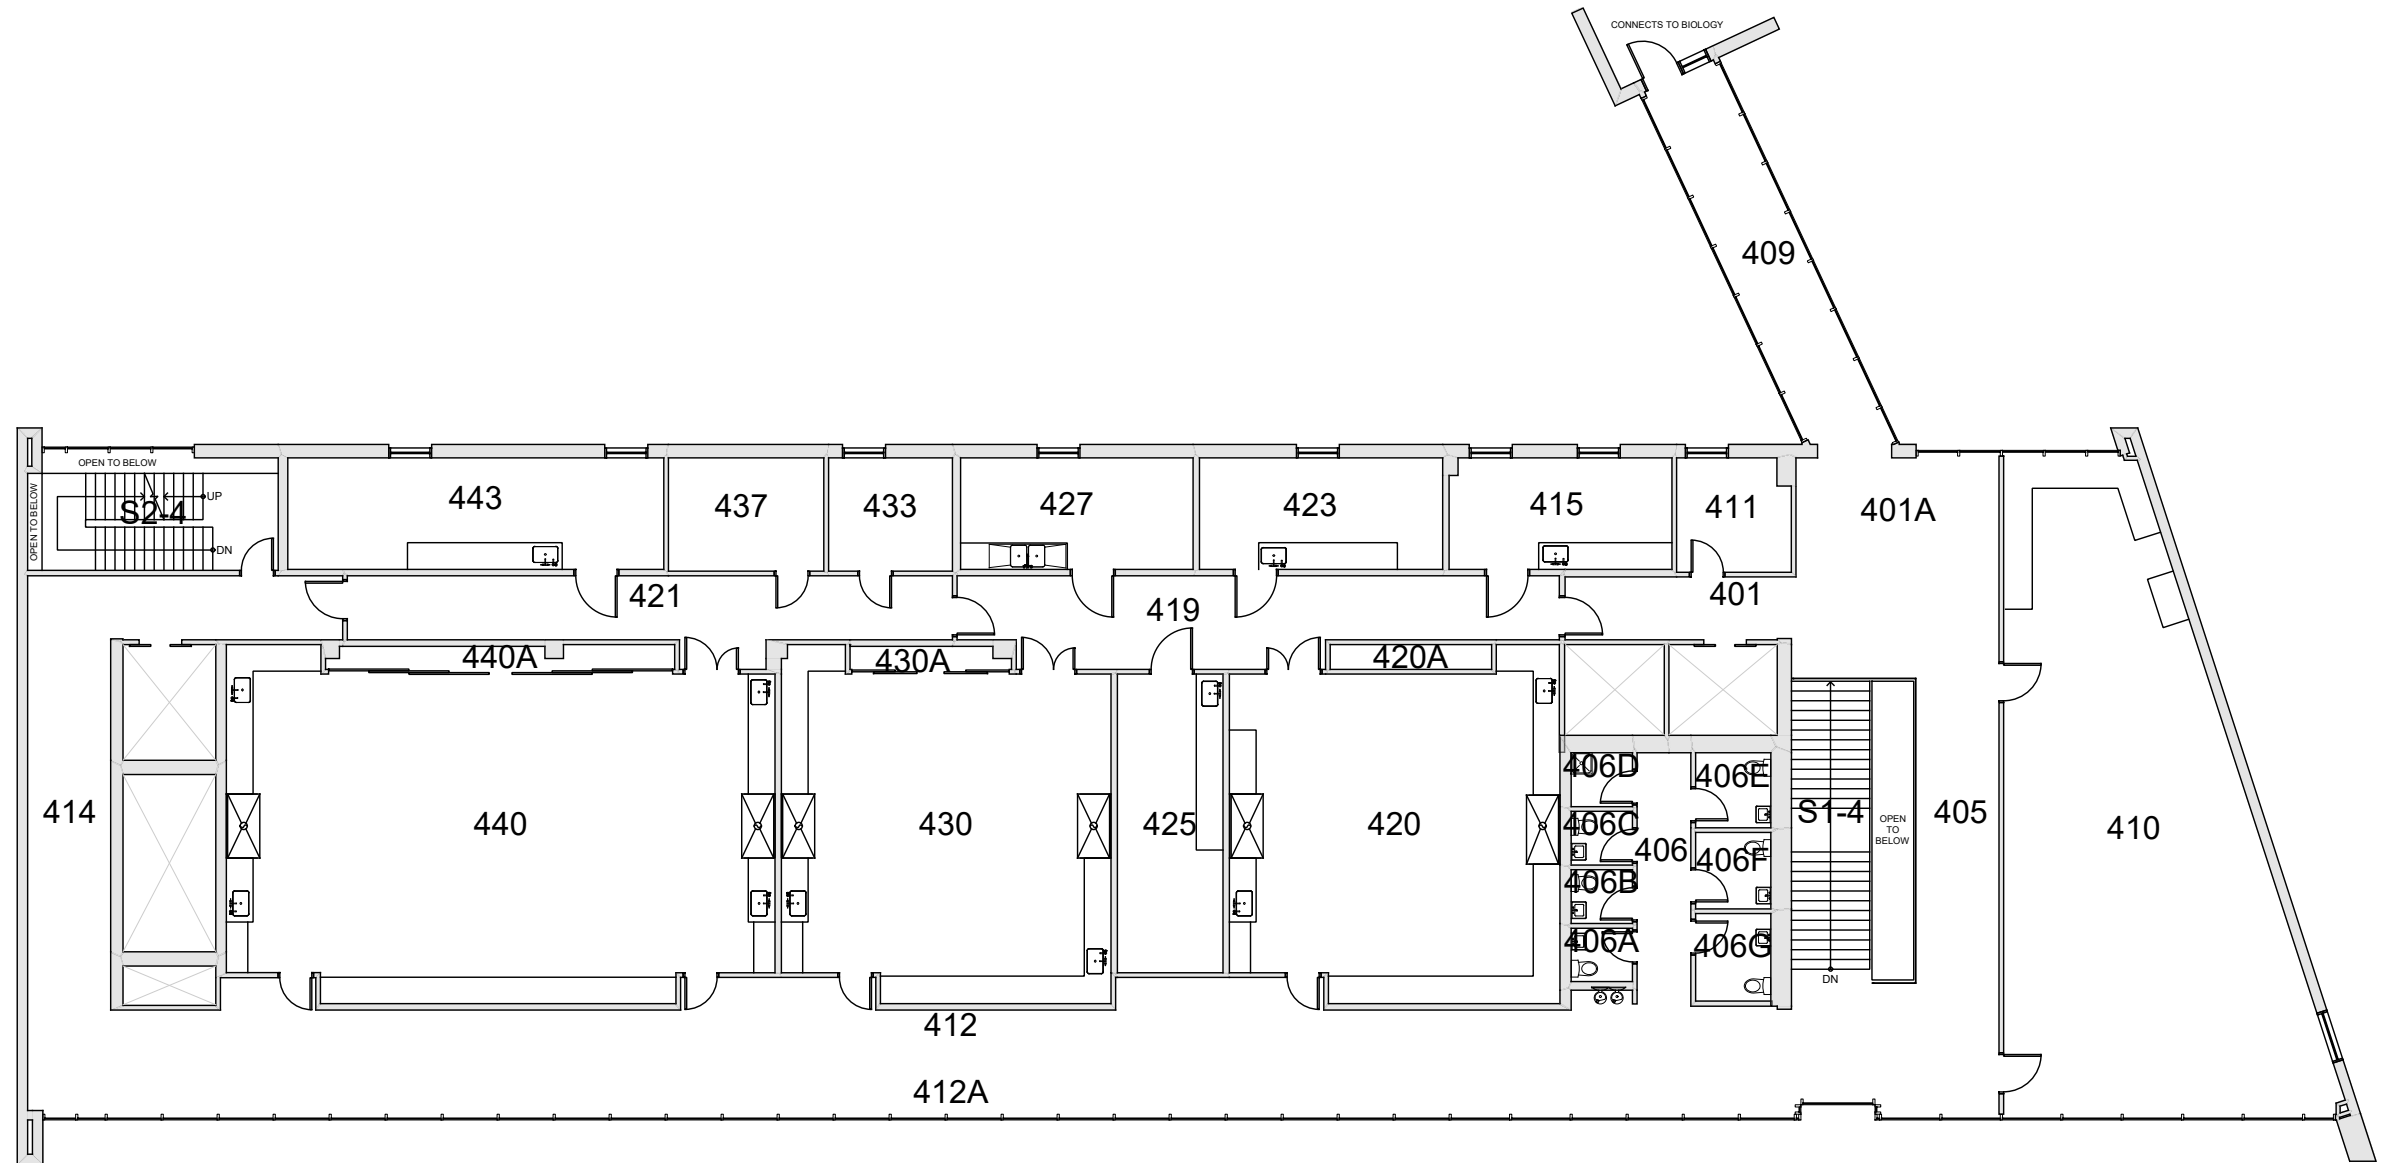 CONNECTS TO BIOLOGY
409
OPEN TO BELOW
OPEN TO BELOW
UP
S2-4
DN
443
437
433
427
423
415
411
401A
421
419
401
440A
430A
420A
414
440
430
425
420
406D
406C
406B
406A
406
406E
406F
406G
S1-4
OPEN
TO
BELOW
DN
405
410
412
412A